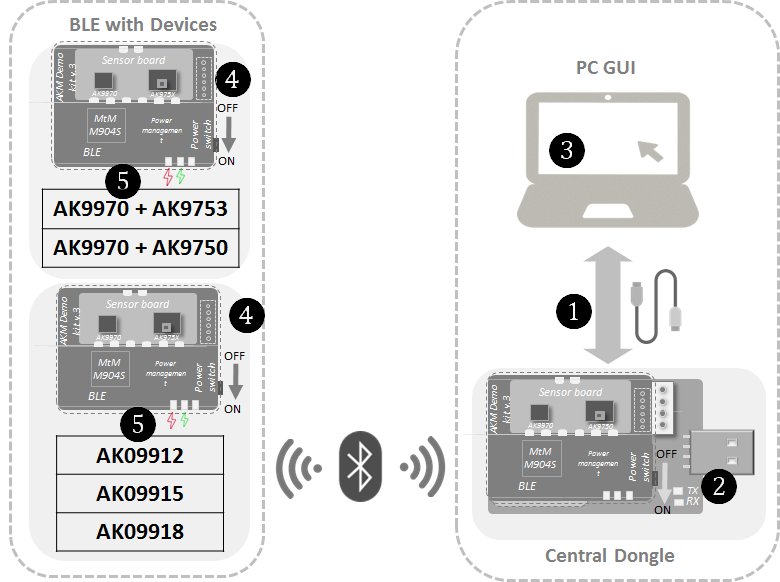 BLE with Devices
Sensor board
AKM Demo
kit v.3
AK9970
AK975X
4
OFF
MtM
M904S
Power
managemen
t
Power
switch
BLE
ON
5
AK9970 + AK9753
AK9970 + AK9750
Sensor board
AKM Demo
kit v.3
AK9970
AK975X
4
OFF
MtM
M904S
Power
managemen
t
Power
switch
BLE
ON
5
AK09912
AK09915
AK09918
PC GUI
3
1
Sensor board
AKM Demo
kit v.3
AK9970
AK9750
OFF
MtM
M904S
Power
managemen
t
Power
switch
BLE
2
TX
RX
ON
Central Dongle